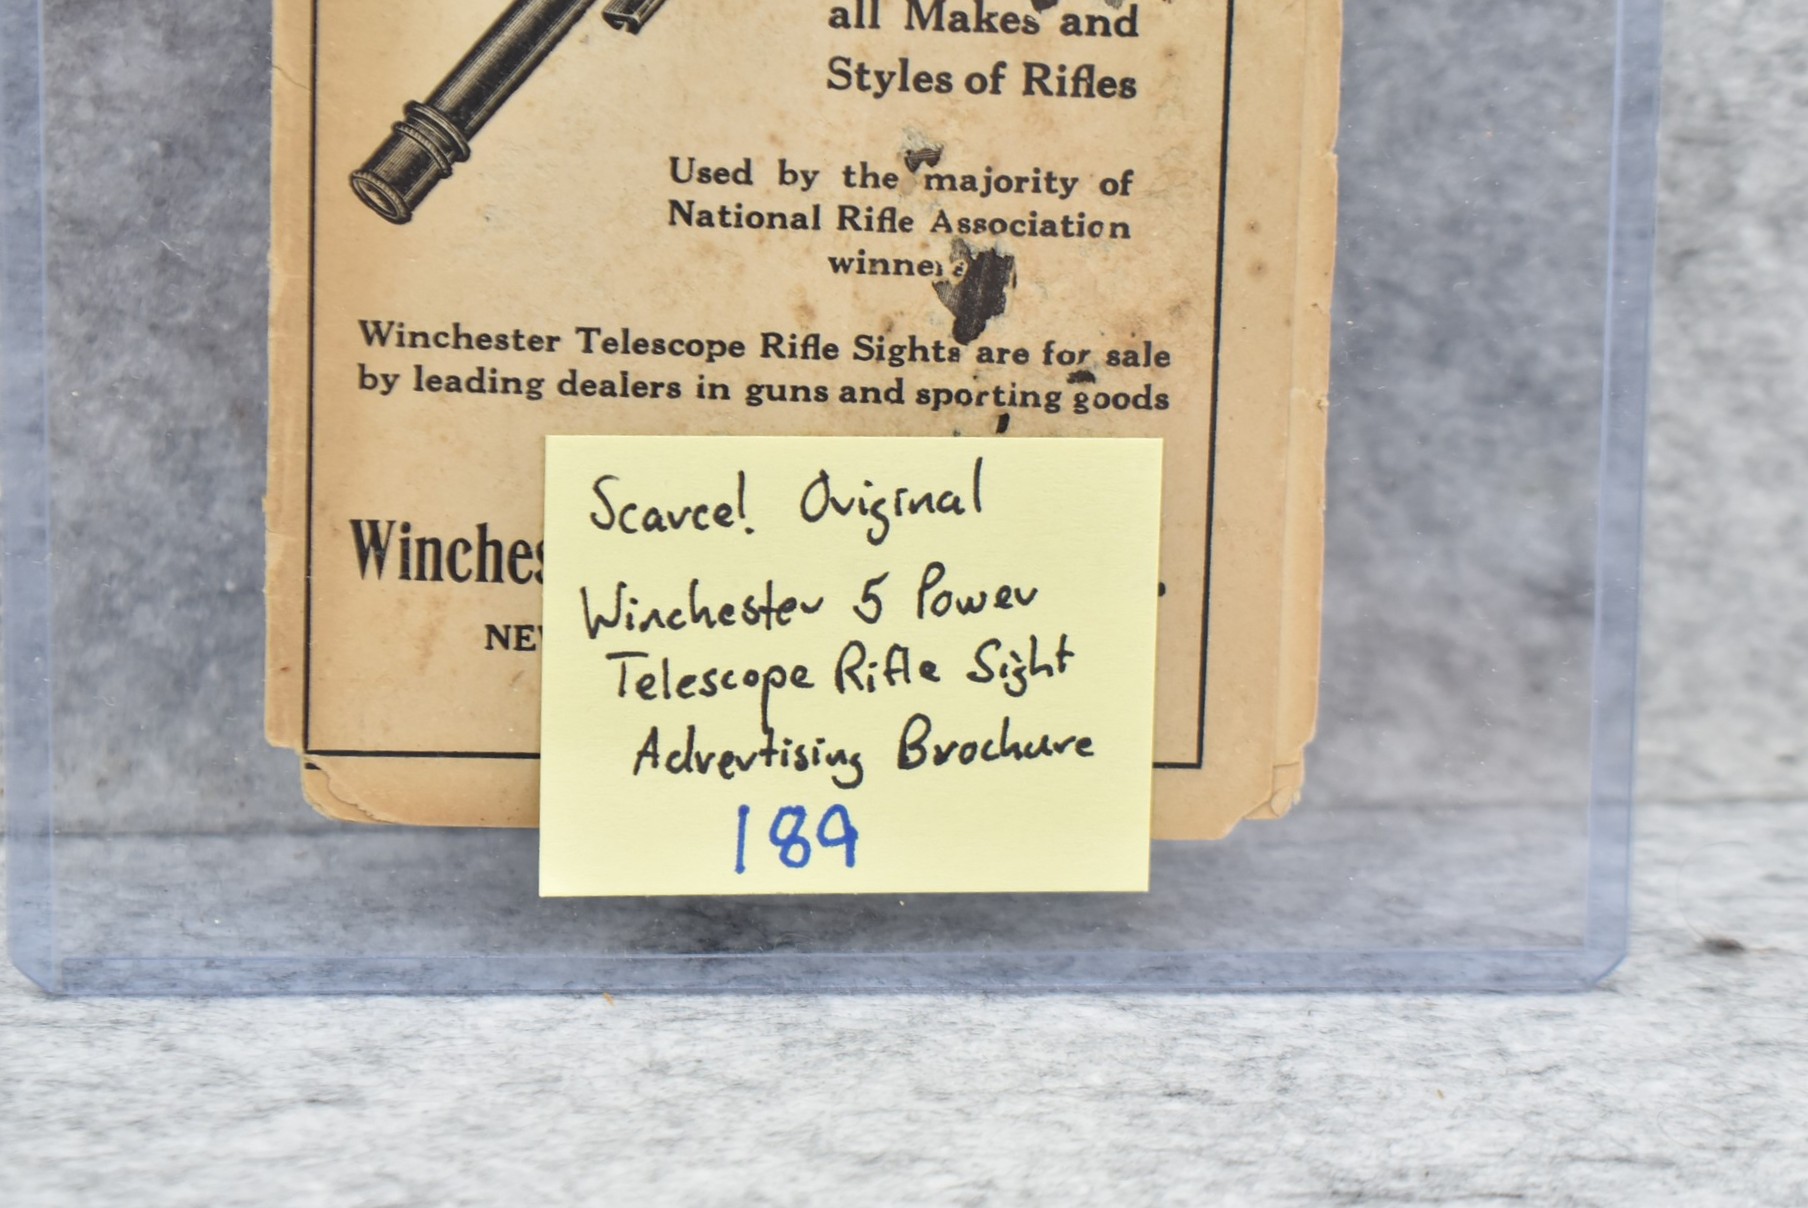 all Makes and
Styles of Rifles
Used by the majority of
National Rifle Association
Winchester Telescope Rifle Sights are for sale
by leading dealers in guns and sporting goods
Scarce! Original
Winchester 5 Power
Telescope Rifle Sight
Advertising Brochure
189